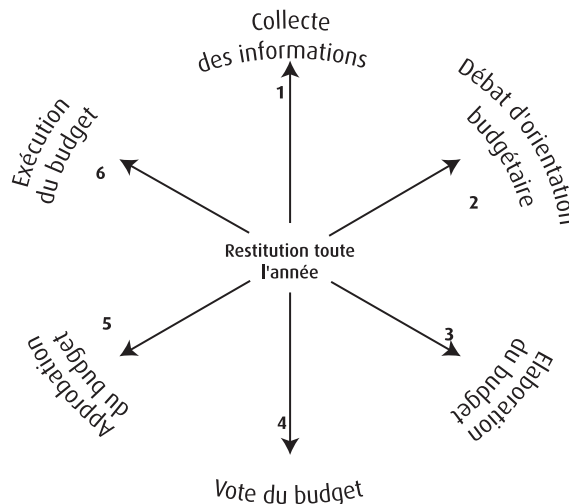 Collecte
des informations
1
Débat d'orientation
budgétaire
2
Elaboration
du budget
3
Vote du budget
4
Approbation
du budget
5
Exécution
du budget
6
Restitution toute
l'année